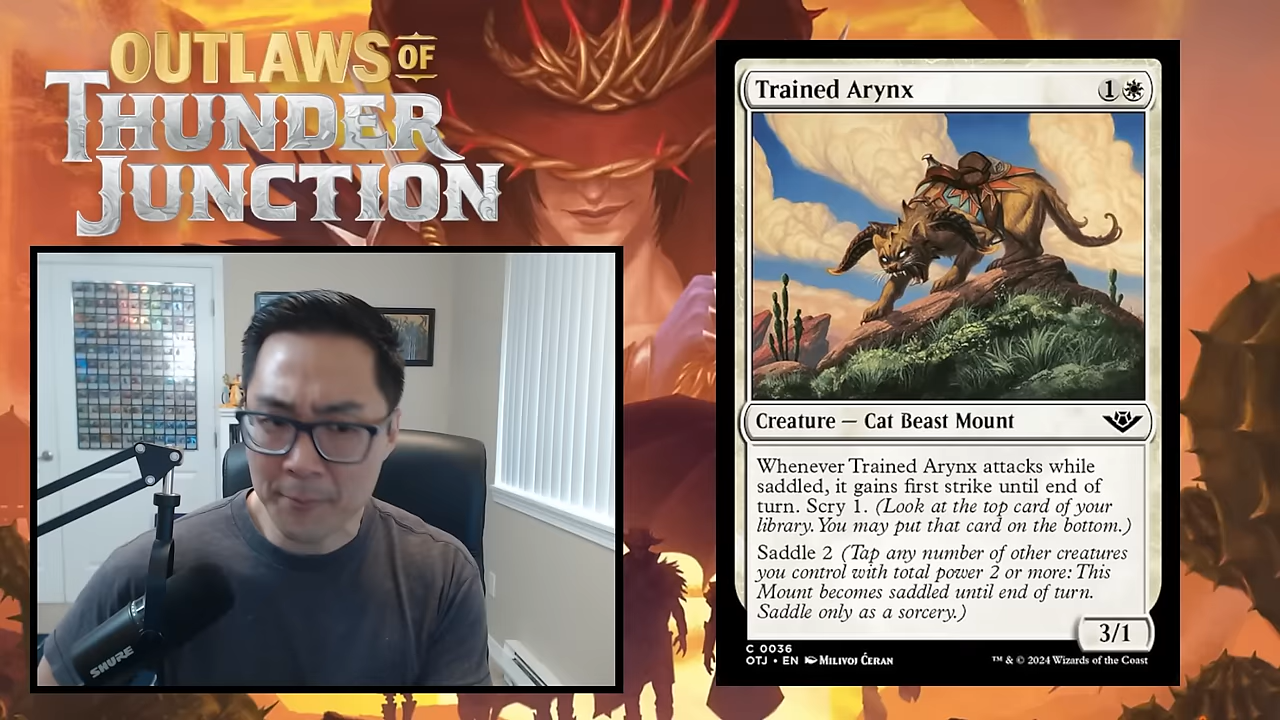 OUTLAWS OF
THUNDER
JUNCTION
Trained Arynx
1
Creature — Cat Beast Mount
Whenever Trained Arynx attacks while
saddled, it gains first strike until end of
turn. Scry 1. (Look at the top card of your
library. You may put that card on the bottom.)
Saddle 2 (Tap any number of other creatures
you control with total power 2 or more: This
Mount becomes saddled until end of turn.
Saddle only as a sorcery.)
3/1
C 0036
OTJ • EN Milivoj Ćeran
™ & © 2024 Wizards of the Coast
SHURE